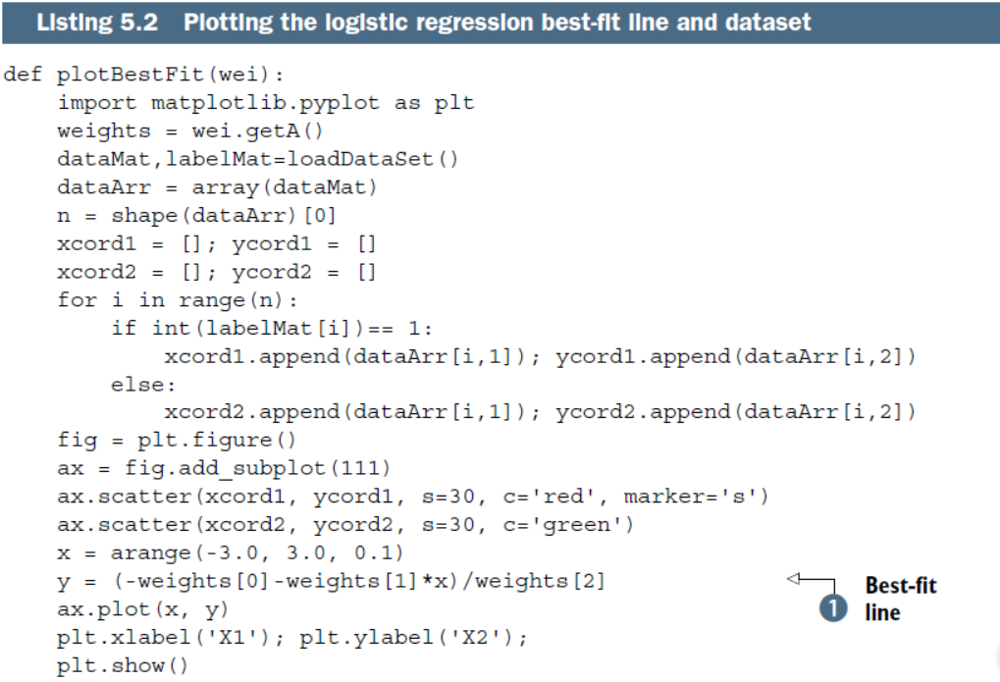 Listing 5.2 Plotting the logistic regression best-fit line and dataset
def plotBestFit(wei):
    import matplotlib.pyplot as plt
    weights = wei.getA()
    dataMat,labelMat=loadDataSet()
    dataArr = array(dataMat)
    n = shape(dataArr)[0]
    xcord1 = []; ycord1 = []
    xcord2 = []; ycord2 = []
    for i in range(n):
        if int(labelMat[i])== 1:
            xcord1.append(dataArr[i,1]); ycord1.append(dataArr[i,2])
        else:
            xcord2.append(dataArr[i,1]); ycord2.append(dataArr[i,2])
    fig = plt.figure()
    ax = fig.add_subplot(111)
    ax.scatter(xcord1, ycord1, s=30, c='red', marker='s')
    ax.scatter(xcord2, ycord2, s=30, c='green')
    x = arange(-3.0, 3.0, 0.1)
    y = (-weights[0]-weights[1]*x)/weights[2]
    ax.plot(x, y)
    plt.xlabel('X1'); plt.ylabel('X2');
    plt.show()
1
Best-fit
line